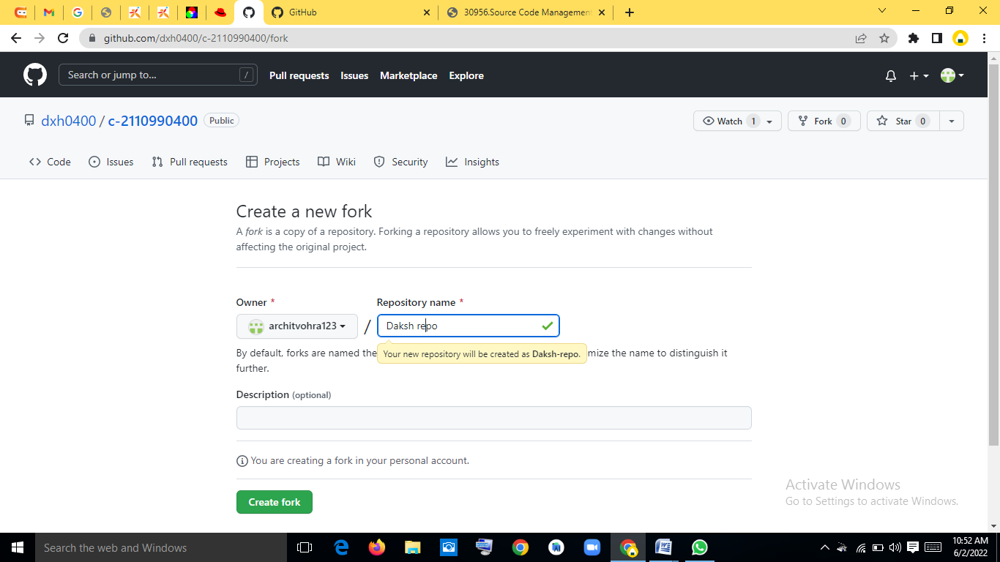 GitHub
30956.Source Code Management
github.com/dxh0400/c-2110990400/fork
Search or jump to...
/
Pull requests
Issues
Marketplace
Explore
dxh0400 / c-2110990400
Public
Watch 1
Fork 0
Star 0
Code
Issues
Pull requests
Projects
Wiki
Security
Insights
Create a new fork
A fork is a copy of a repository. Forking a repository allows you to freely experiment with changes without
affecting the original project.
Owner *
Repository name *
architvohra123
/
Daksh repo
Your new repository will be created as Daksh-repo.
By default, forks are named the
mize the name to distinguish it
further.
Description (optional)
You are creating a fork in your personal account.
Create fork
Activate Windows
Go to Settings to activate Windows.
Search the web and Windows
10:52 AM
6/2/2022